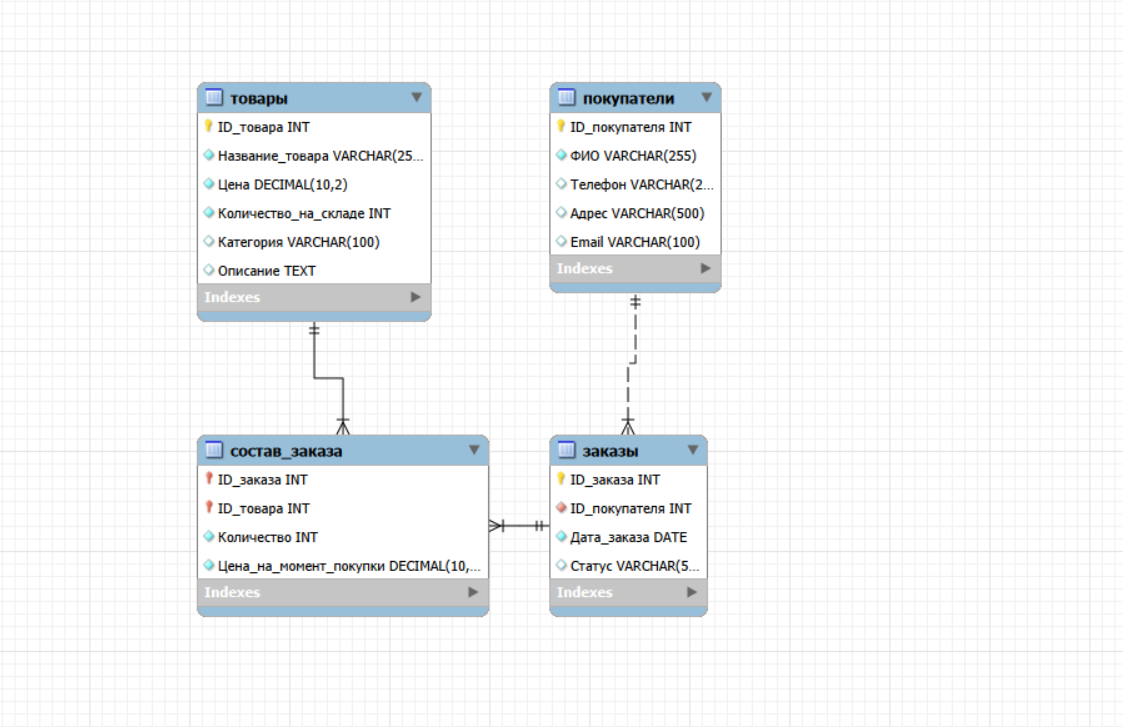 товары
ID_товара INT
Название_товара VARCHAR(25...
Цена DECIMAL(10,2)
Количество_на_складе INT
Категория VARCHAR(100)
Описание TEXT
Indexes
покупатели
ID_покупателя INT
ФИО VARCHAR(255)
Телефон VARCHAR(2...
Адрес VARCHAR(500)
Email VARCHAR(100)
Indexes
состав_заказа
ID_заказа INT
ID_товара INT
Количество INT
Цена_на_момент_покупки DECIMAL(10,...
Indexes
заказы
ID_заказа INT
ID_покупателя INT
Дата_заказа DATE
Статус VARCHAR(5...
Indexes